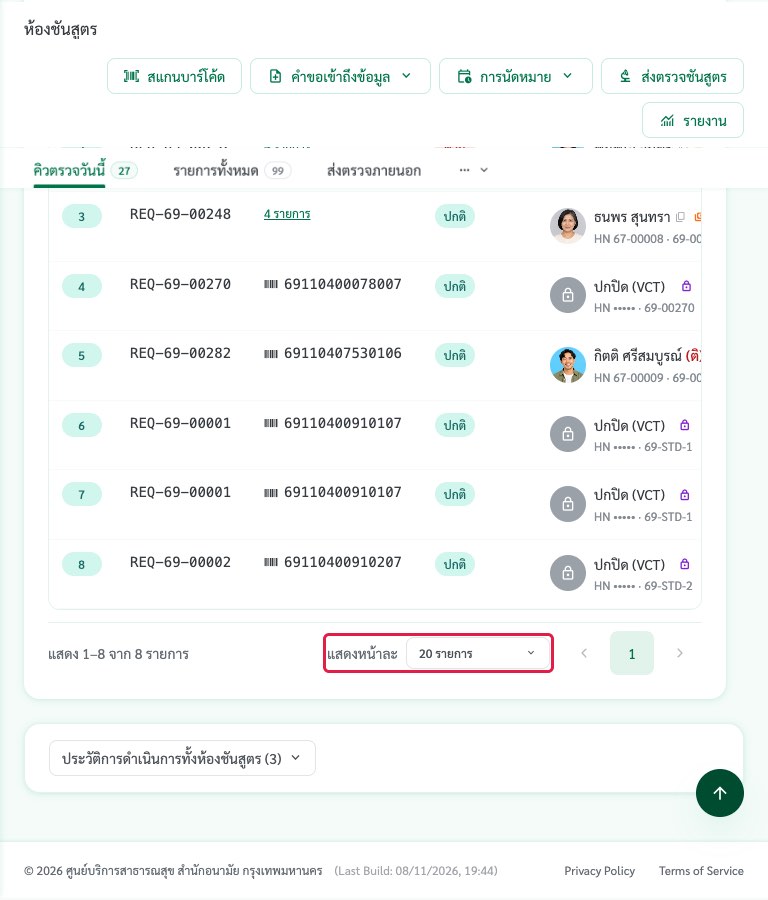 ห้องชันสูตร
สแกนบาร์โค้ด
คำขอเข้าถึงข้อมูล
การนัดหมาย
ส่งตรวจชันสูตร
รายงาน
คิวตรวจวันนี้ 27
รายการทั้งหมด 99
ส่งตรวจภายนอก
···
3 REQ-69-00248 4 รายการ ปกติ ธนพร สุนทรา
HN 67-00008 · 69-00
4 REQ-69-00270 69110400078007 ปกติ ปกปิด (VCT)
HN ••••• · 69-00270
5 REQ-69-00282 69110407530106 ปกติ กิตติ ศรีสมบูรณ์ (ติ
HN 67-00009 · 69-00
6 REQ-69-00001 69110400910107 ปกติ ปกปิด (VCT)
HN ••••• · 69-STD-1
7 REQ-69-00001 69110400910107 ปกติ ปกปิด (VCT)
HN ••••• · 69-STD-1
8 REQ-69-00002 69110400910207 ปกติ ปกปิด (VCT)
HN ••••• · 69-STD-2
แสดง 1–8 จาก 8 รายการ แสดงหน้าละ 20 รายการ 1
ประวัติการดำเนินการทั้งห้องชันสูตร (3)
© 2026 ศูนย์บริการสาธารณสุข สำนักอนามัย กรุงเทพมหานคร (Last Build: 08/11/2026, 19:44) Privacy Policy Terms of Service